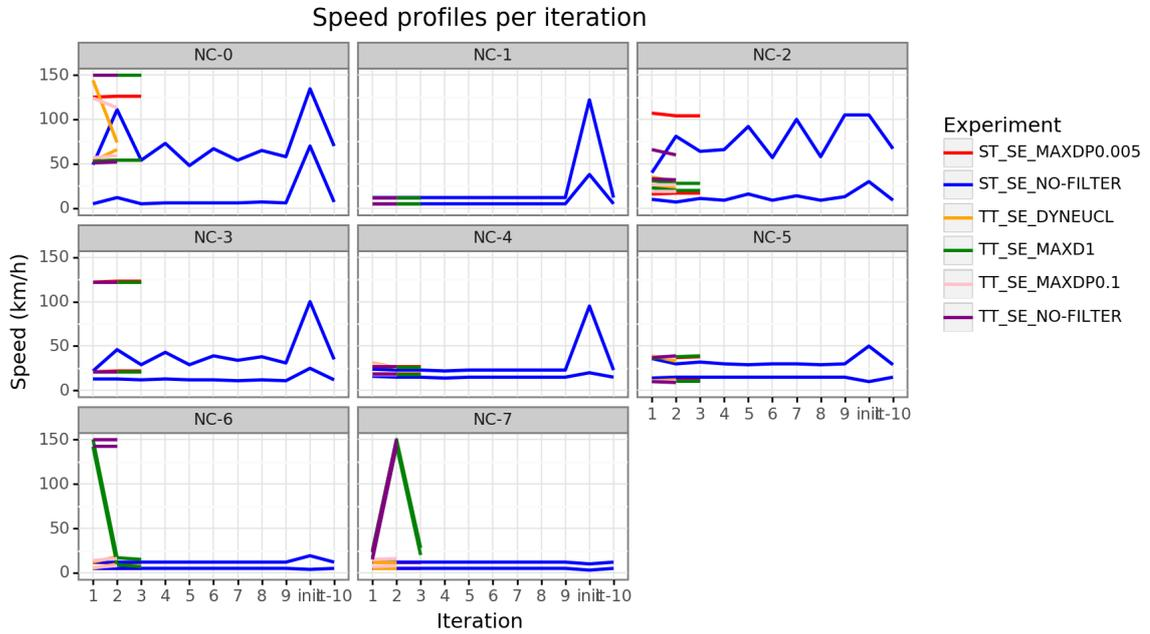 Speed profiles per iteration
NC-0
NC-1
NC-2
150
100
50
0
NC-3
NC-4
NC-5
150
100
50
0
1 2 3 4 5 6 7 8 9 init it-10
NC-6
NC-7
150
100
50
0
1 2 3 4 5 6 7 8 9 init it-10
1 2 3 4 5 6 7 8 9 init it-10
Speed (km/h)
Iteration
Experiment
ST_SE_MAXDP0.005
ST_SE_NO-FILTER
TT_SE_DYNEUCL
TT_SE_MAXD1
TT_SE_MAXDP0.1
TT_SE_NO-FILTER